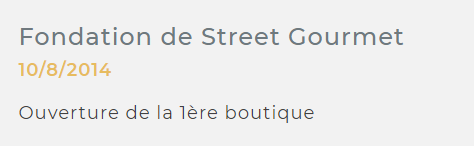 Fondation de Street Gourmet
10/8/2014
Ouverture de la 1ère boutique